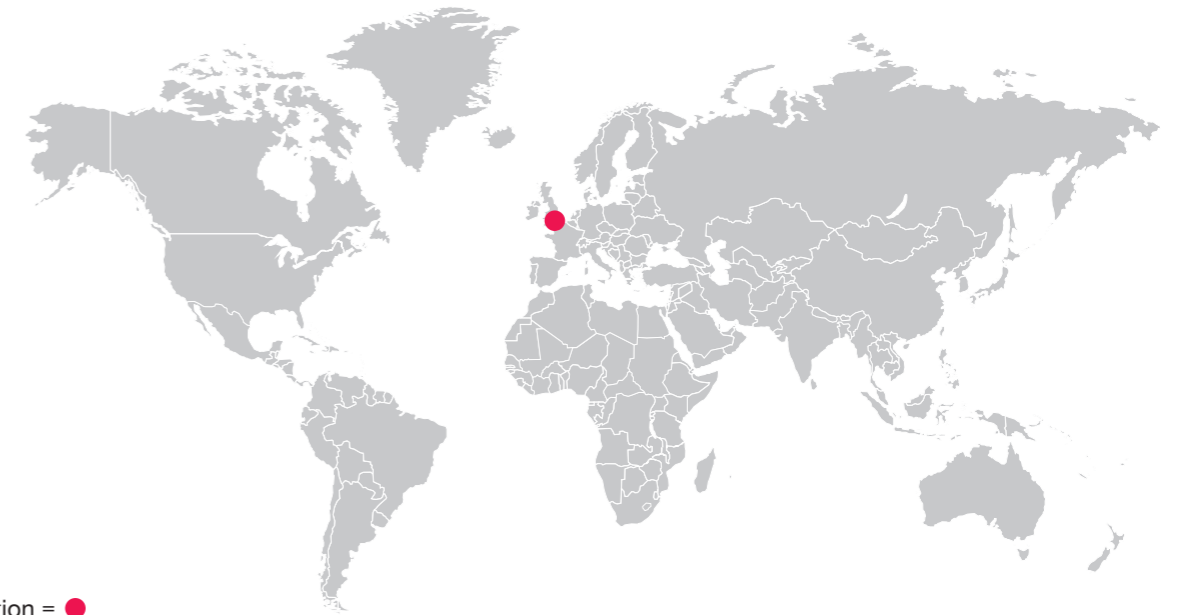 tion =